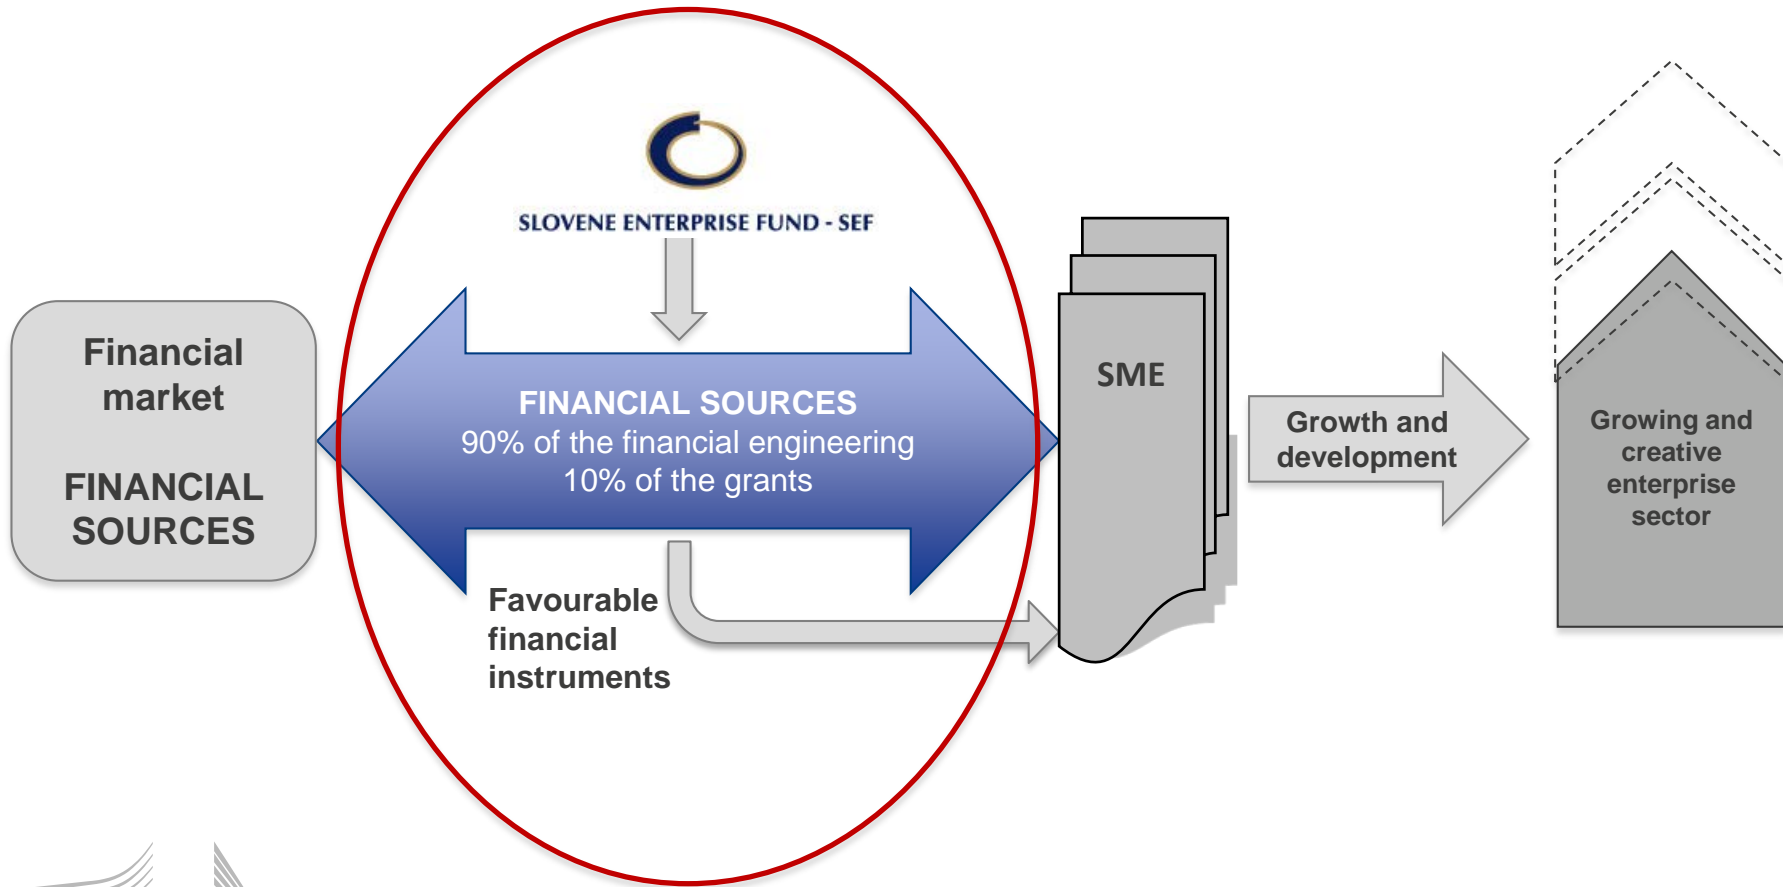 SLOVENE ENTERPRISE FUND - SEF
Financial
market
FINANCIAL
SOURCES
FINANCIAL SOURCES
90% of the financial engineering
10% of the grants
Favourable
financial
instruments
SME
Growth and
development
Growing and
creative
enterprise
sector